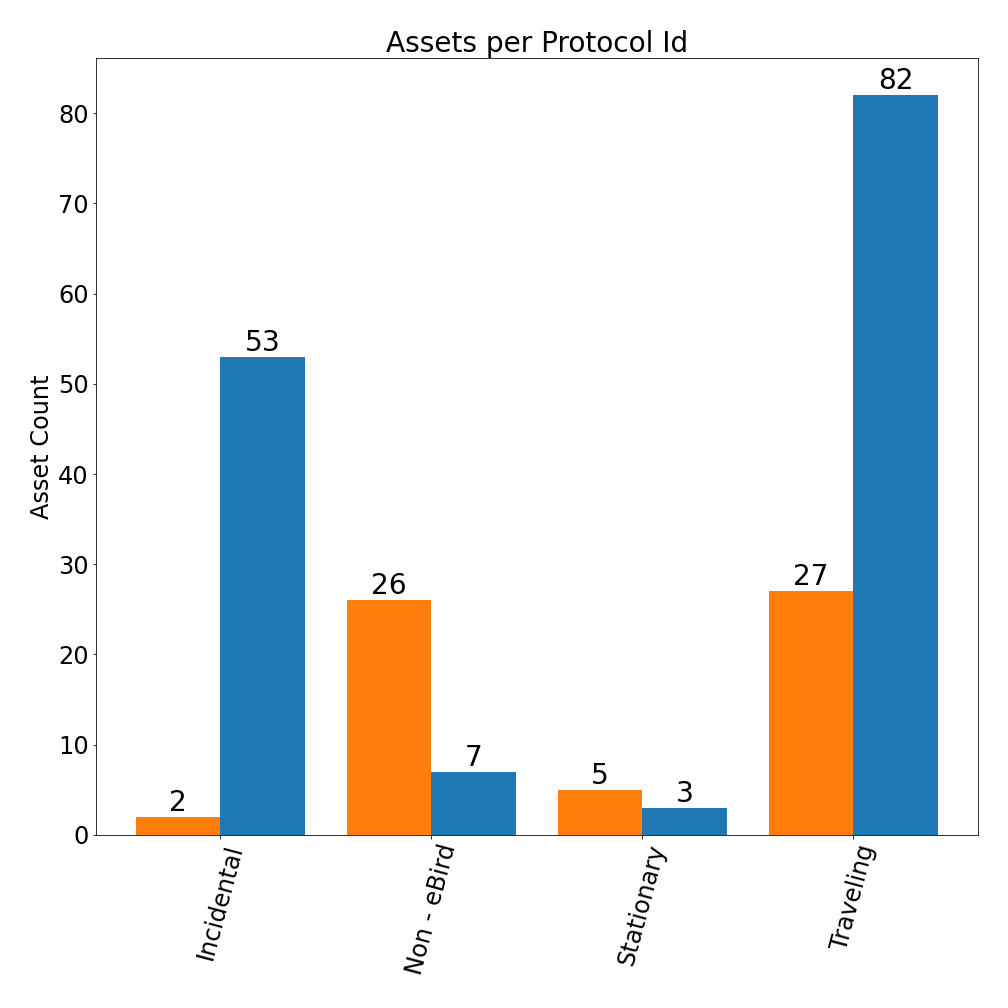 Assets per Protocol Id
Asset Count
80
70
60
50
40
30
20
10
0
2
53
26
7
5
3
27
82
Incidental
Non - eBird
Stationary
Traveling